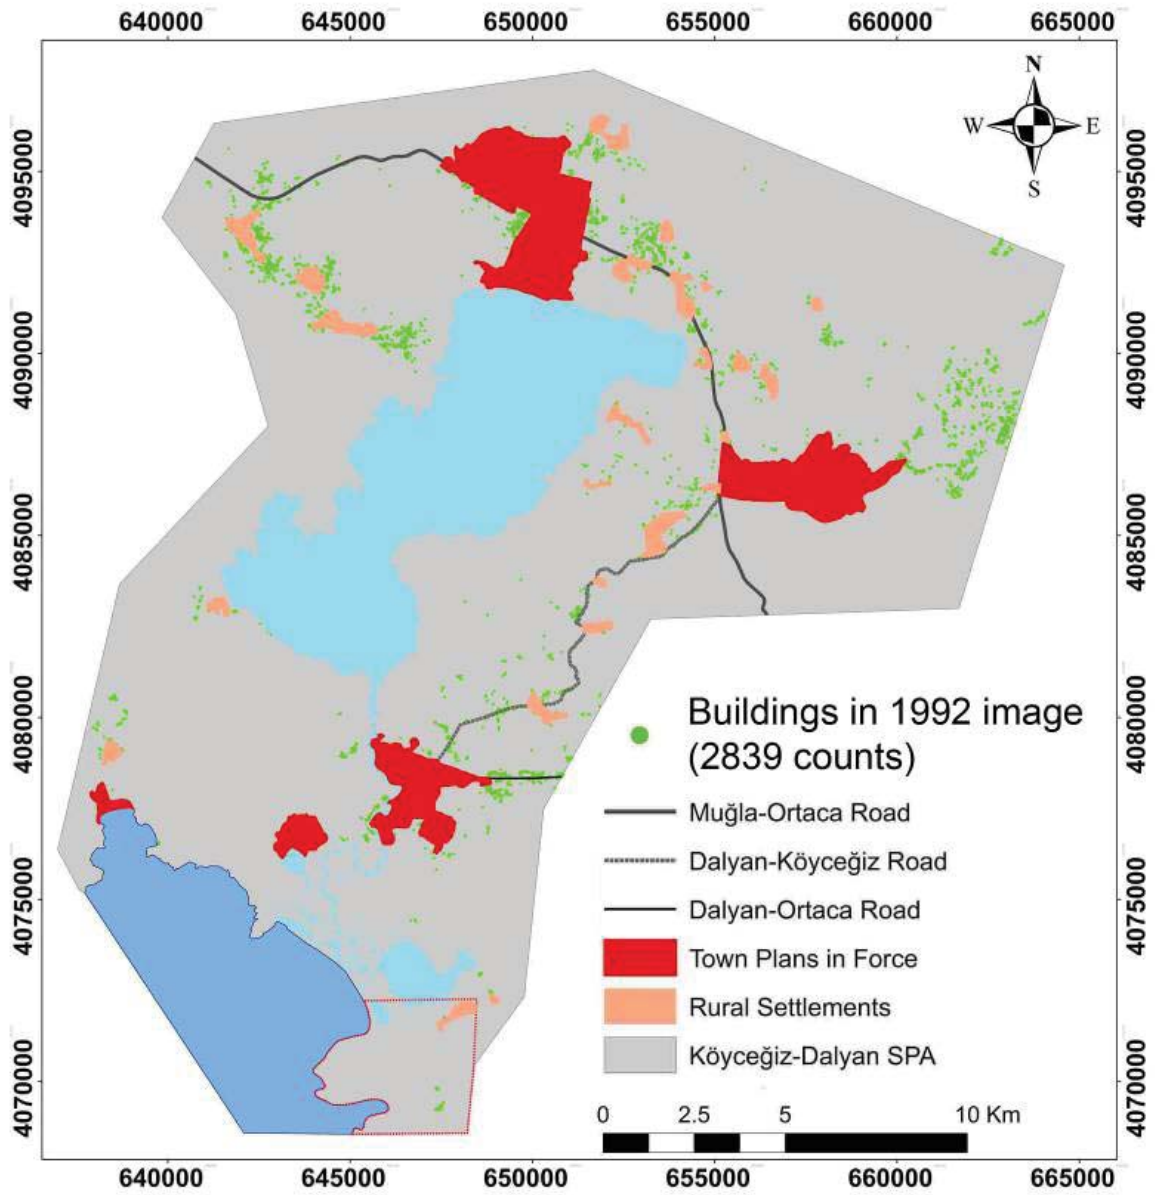 640000 645000 650000 655000 660000 665000
N
W E
S
4095000 4095000
4090000 4090000
4085000 4085000
4080000 4080000
4075000 4075000
4070000 4070000
Buildings in 1992 image
(2839 counts)
Muğla-Ortaca Road
Dalyan-Köyceğiz Road
Dalyan-Ortaca Road
Town Plans in Force
Rural Settlements
Köyceğiz-Dalyan SPA
0 2.5 5 10 Km
640000 645000 650000 655000 660000 665000